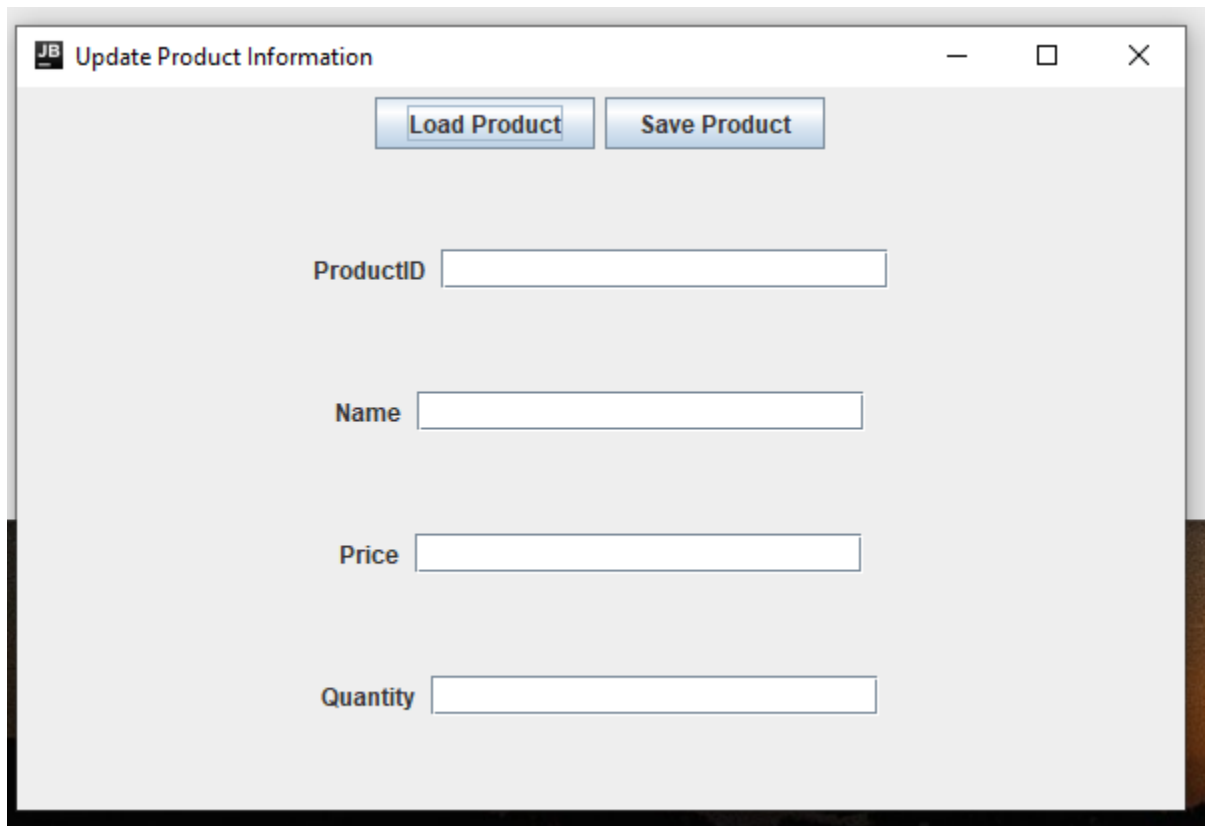 JB Update Product Information
Load Product Save Product
ProductID
Name
Price
Quantity